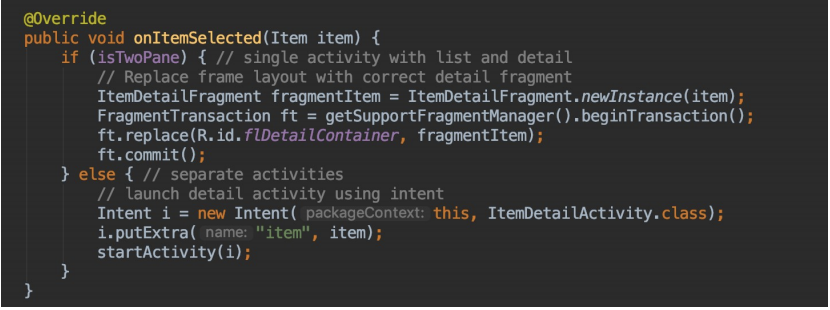 @Override
public void onItemSelected(Item item) {
    if (isTwoPane) { // single activity with list and detail
        // Replace frame layout with correct detail fragment
        ItemDetailFragment fragmentItem = ItemDetailFragment.newInstance(item);
        FragmentTransaction ft = getSupportFragmentManager().beginTransaction();
        ft.replace(R.id.flDetailContainer, fragmentItem);
        ft.commit();
    } else { // separate activities
        // launch detail activity using intent
        Intent i = new Intent( packageContext: this, ItemDetailActivity.class);
        i.putExtra( name: "item", item);
        startActivity(i);
    }
}